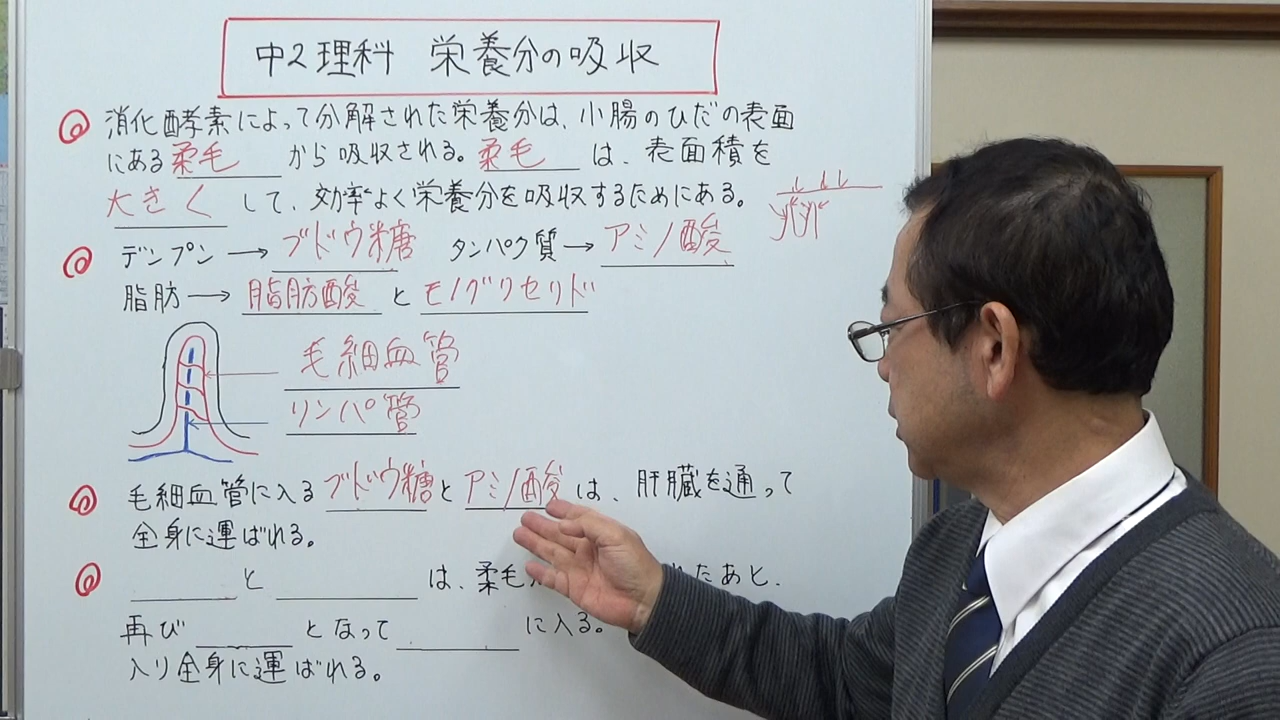 中2理科 栄養分の吸収
◎ 消化酵素によって分解された栄養分は、小腸のひだの表面
にある柔毛 から吸収される。柔毛 は、表面積を
大きく して、効率よく栄養分を吸収するためにある。
◎ デンプン→ブドウ糖 タンパク質→アミノ酸
脂肪→脂肪酸 と モノグリセリド
毛細血管
リンパ管
◎ 毛細血管に入るブドウ糖とアミノ酸は、肝臓を通って
全身に運ばれる。
◎ と は、柔毛 れたあと、
再び となって に入る。
入り全身に運ばれる。